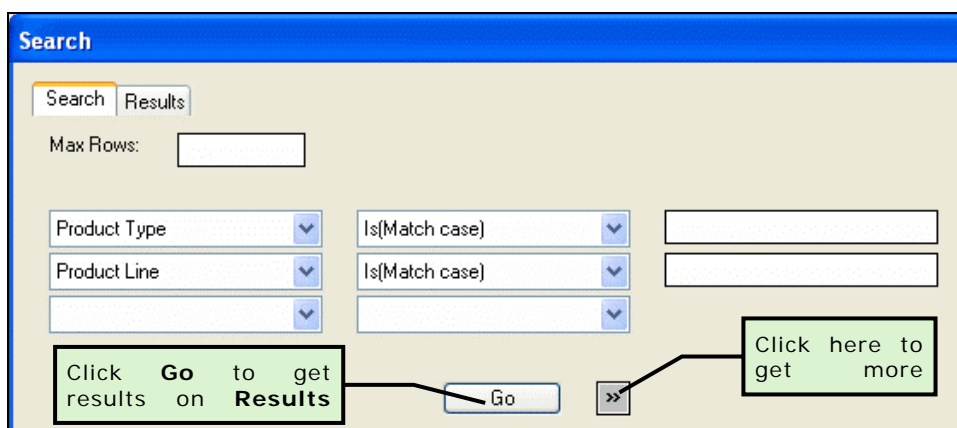 Search
Search Results
Max Rows:
Product Type Is(Match case)
Product Line Is(Match case)
Click Go to get
results on Results
Go
»
Click here to
get more